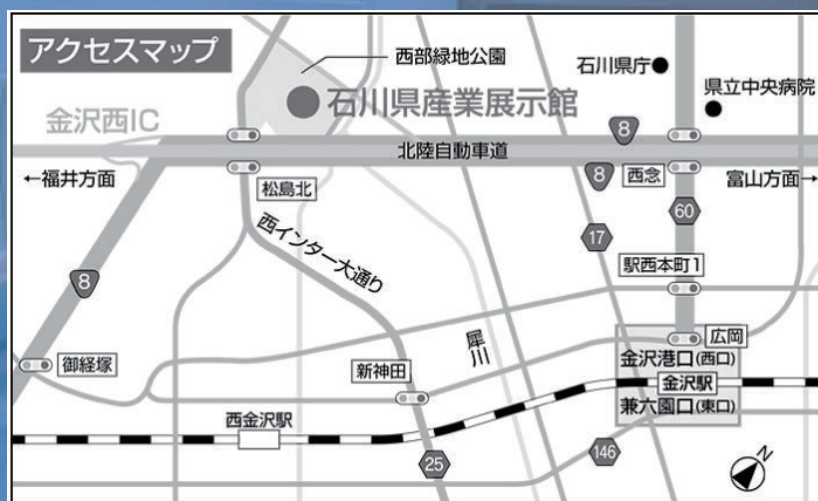 アクセスマップ
西部緑地公園
石川県庁
県立中央病院
石川県産業展示館
金沢西IC
8
北陸自動車道
←福井方面
松島北
8
西念
富山方面→
60
17
西インター大通り
駅西本町1
8
広岡
犀川
御経塚
新神田
金沢港口(西口)
金沢駅
兼六園口(東口)
西金沢駅
25
146
N